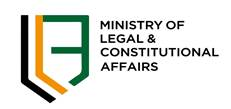 MINISTRY OF
LEGAL &
CONSTITUTIONAL
AFFAIRS